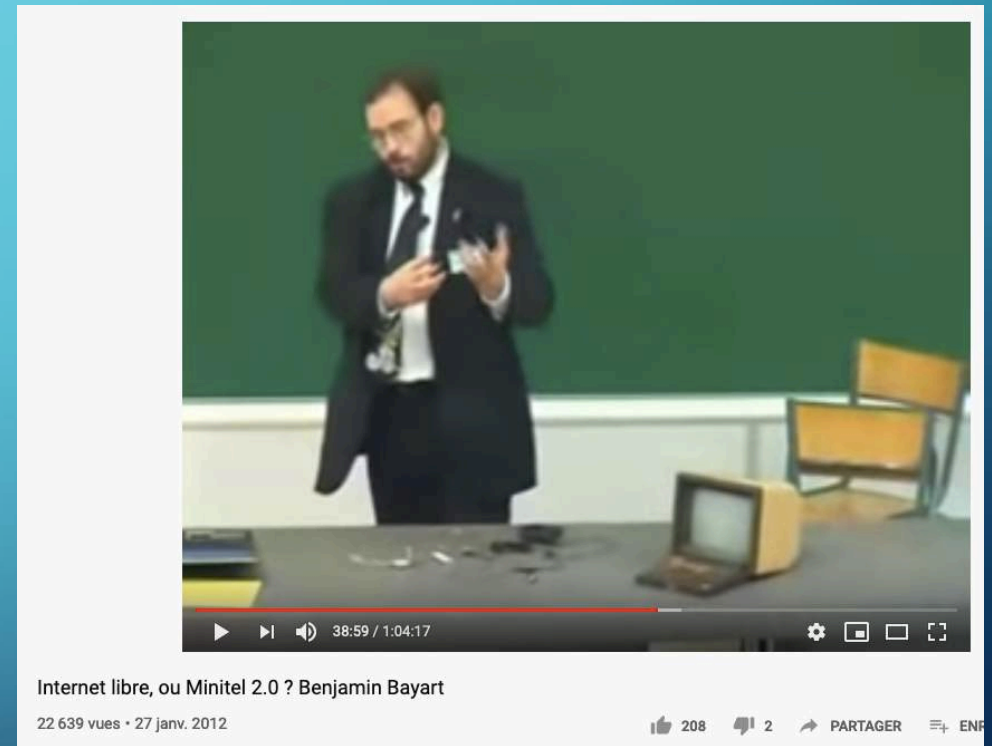 38:59 / 1:04:17
Internet libre, ou Minitel 2.0 ? Benjamin Bayart
22 639 vues • 27 janv. 2012
208 2 PARTAGER ENR